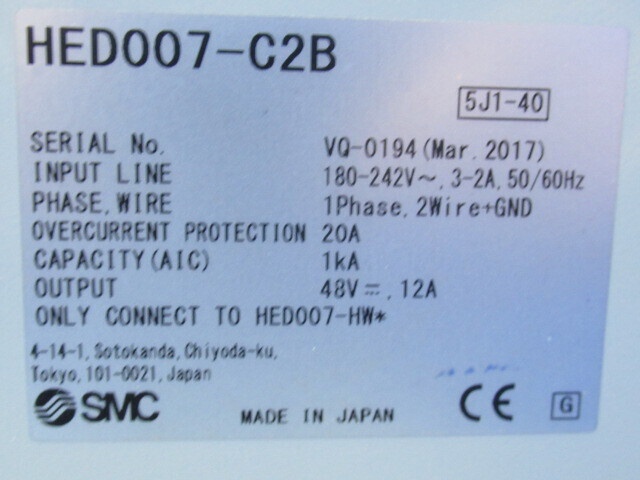 HED007-C2B
5J1-40
SERIAL No. VQ-0194(Mar.2017)
INPUT LINE 180-242V～, 3-2A, 50/60Hz
PHASE, WIRE 1Phase, 2Wire+GND
OVERCURRENT PROTECTION 20A
CAPACITY(AIC) 1kA
OUTPUT 48V⎓, 12A
ONLY CONNECT TO HED007-HW*
4-14-1, Sotokanda, Chiyoda-ku,
Tokyo, 101-0021, Japan
SMC MADE IN JAPAN CE G